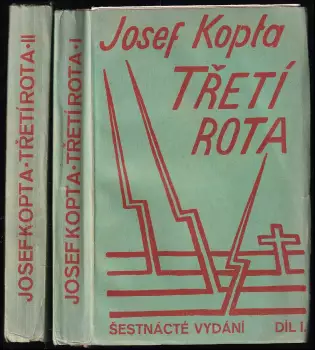 JOSEF KOPTA • TŘETÍ ROTA • II
JOSEF KOPTA • TŘETÍ ROTA • I
Josef Kopta
TŘETÍ
ROTA
ŠESTNÁCTÉ VYDÁNÍ DÍL I.